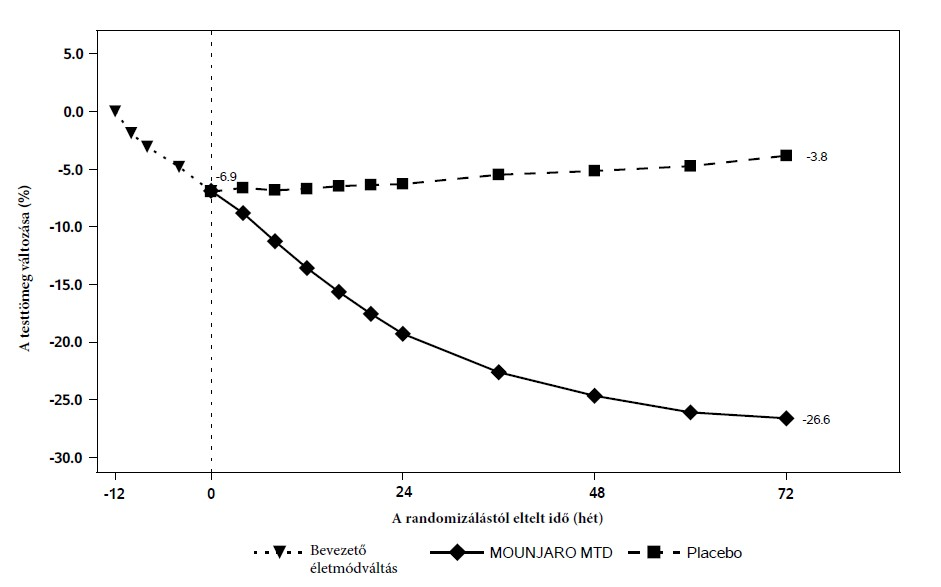 5.0
0.0
-5.0
-10.0
-15.0
-20.0
-25.0
-30.0
A testtömeg változása (%)
-6.9
-3.8
-26.6
-12 0 24 48 72
A randomizálástól eltelt idő (hét)
Bevezető
életmódváltás
MOUNJARO MTD
Placebo